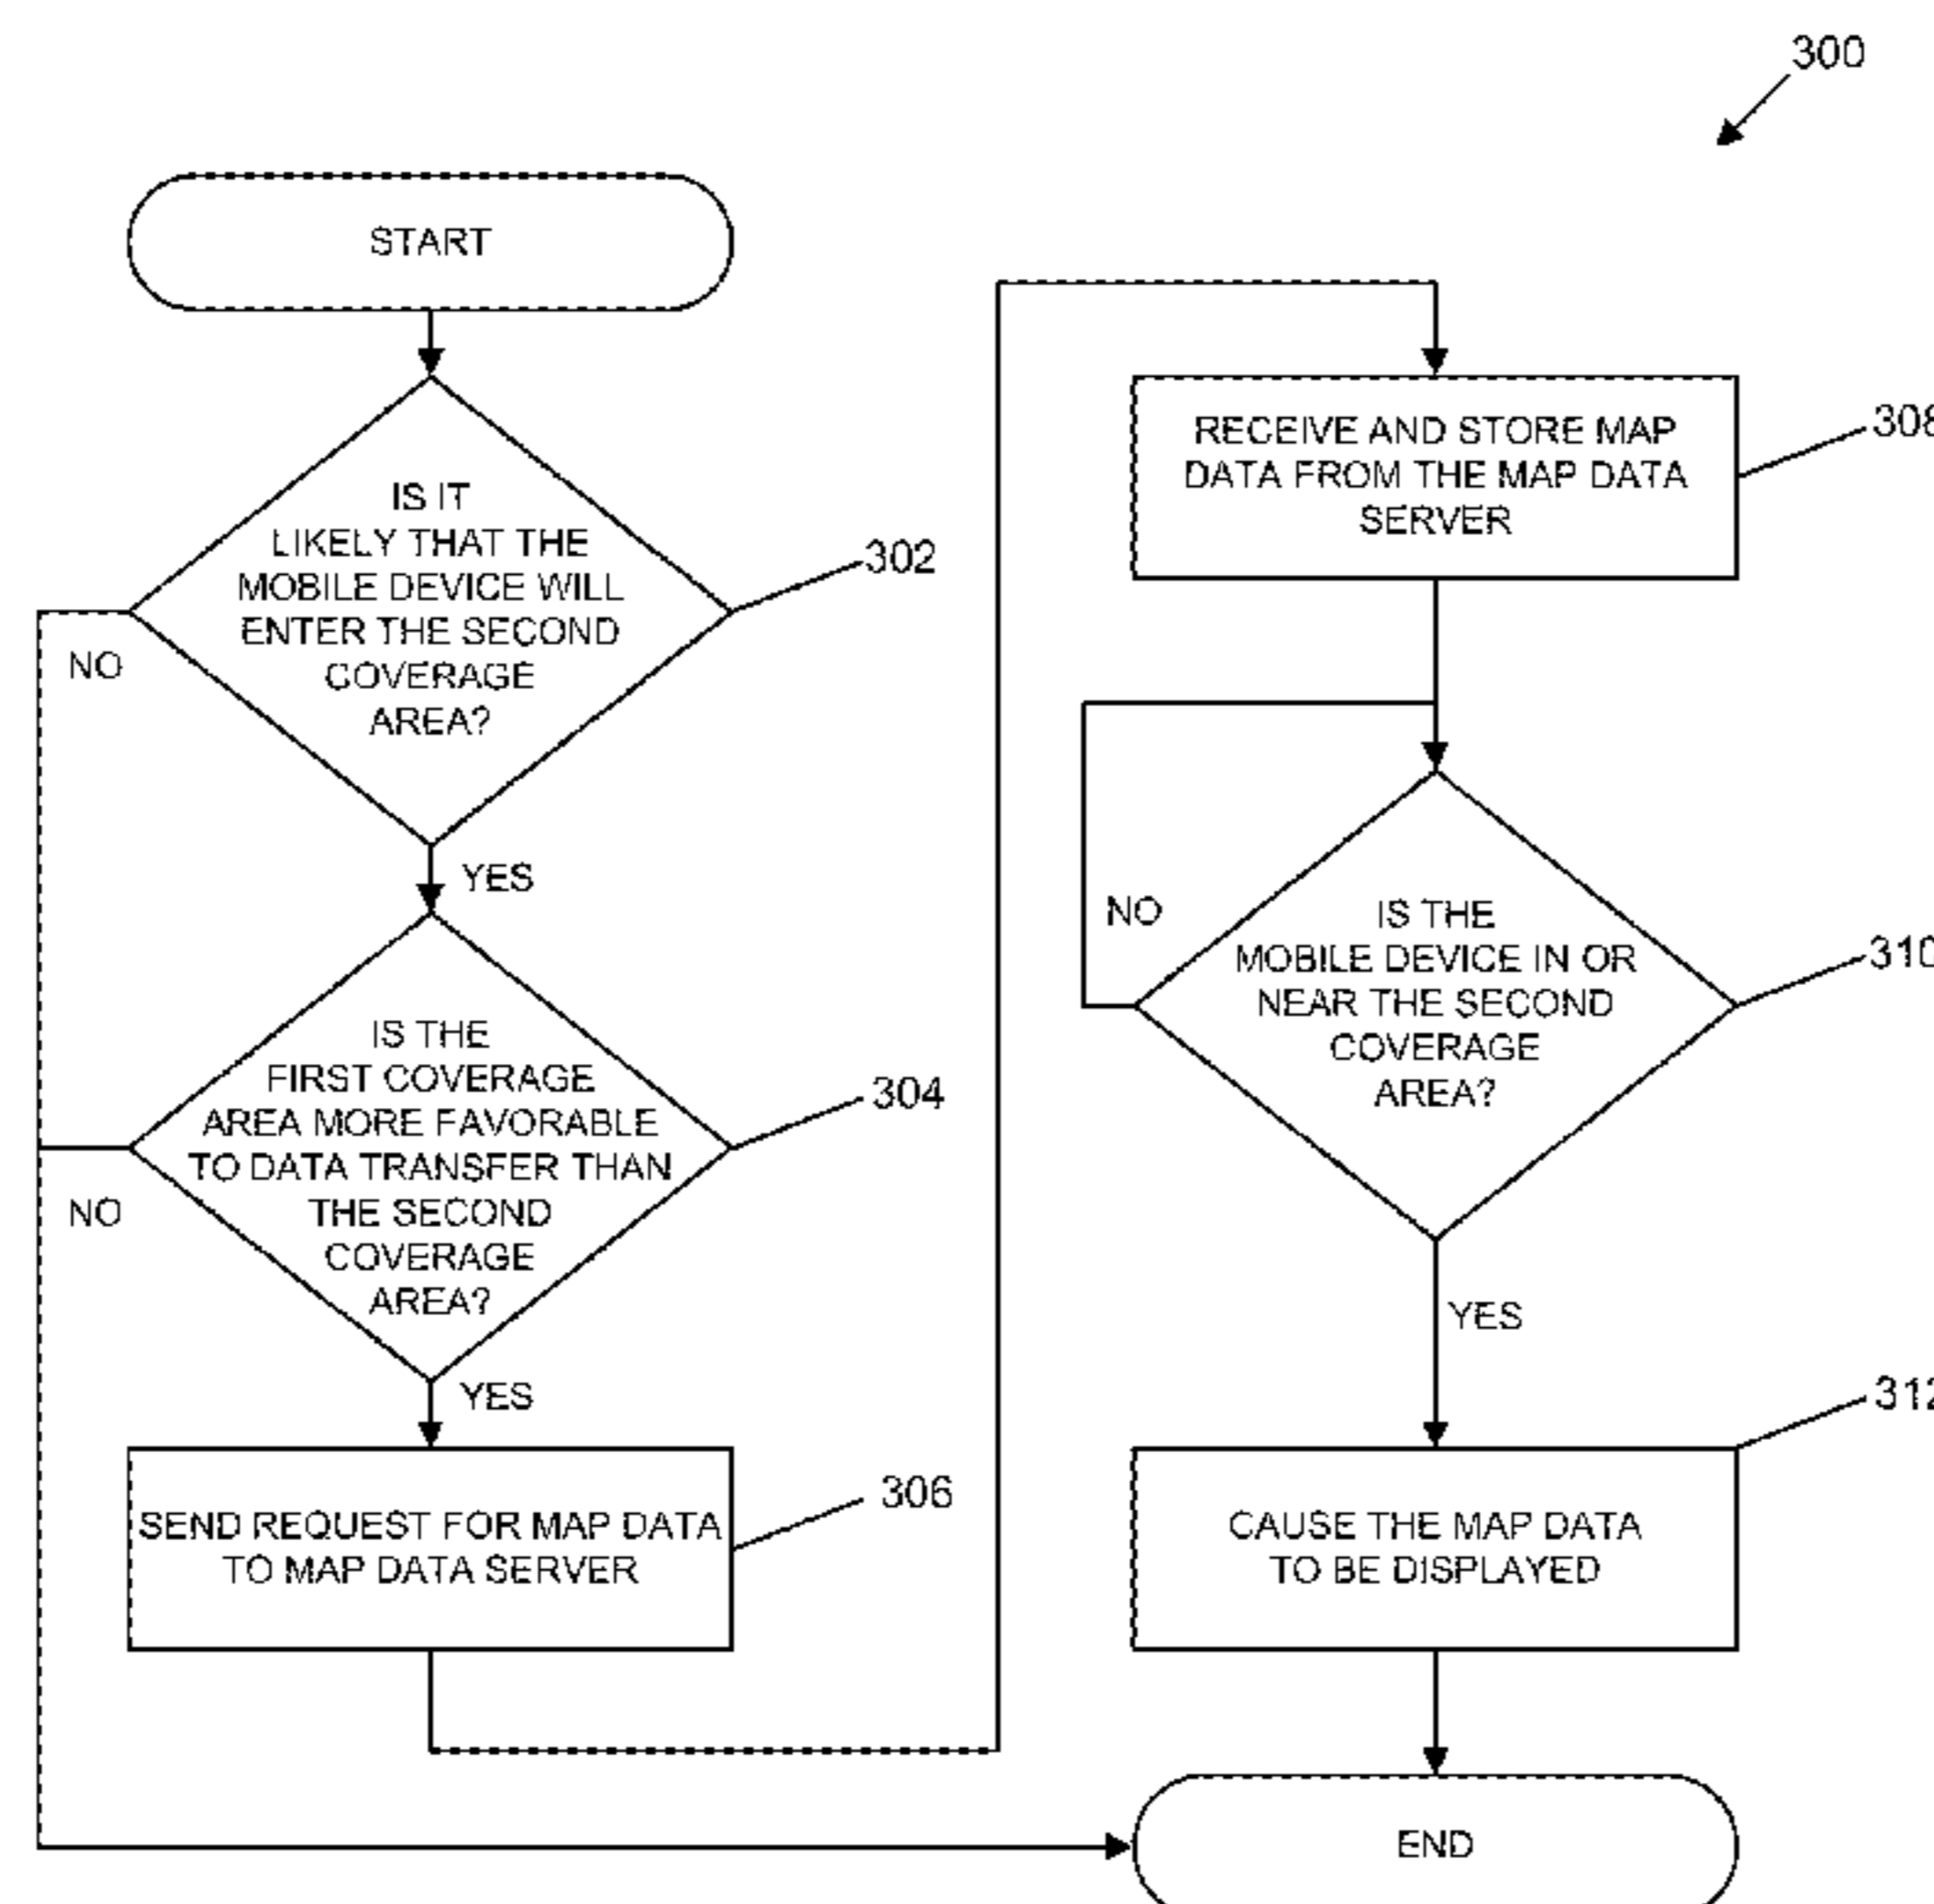 300
START
IS IT
LIKELY THAT THE
MOBILE DEVICE WILL
ENTER THE SECOND
COVERAGE
AREA?
302
NO
YES
IS THE
FIRST COVERAGE
AREA MORE FAVORABLE
TO DATA TRANSFER THAN
THE SECOND
COVERAGE
AREA?
304
NO
YES
SEND REQUEST FOR MAP DATA
TO MAP DATA SERVER
306
RECEIVE AND STORE MAP
DATA FROM THE MAP DATA
SERVER
308
NO
IS THE
MOBILE DEVICE IN OR
NEAR THE SECOND
COVERAGE
AREA?
310
YES
CAUSE THE MAP DATA
TO BE DISPLAYED
312
END